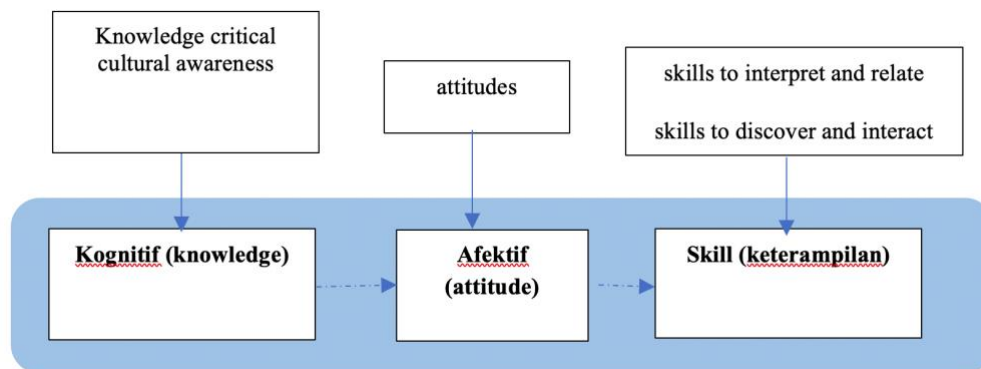 Knowledge critical
cultural awareness
attitudes
skills to interpret and relate
skills to discover and interact
Kognitif (knowledge)
Afektif
(attitude)
Skill (keterampilan)